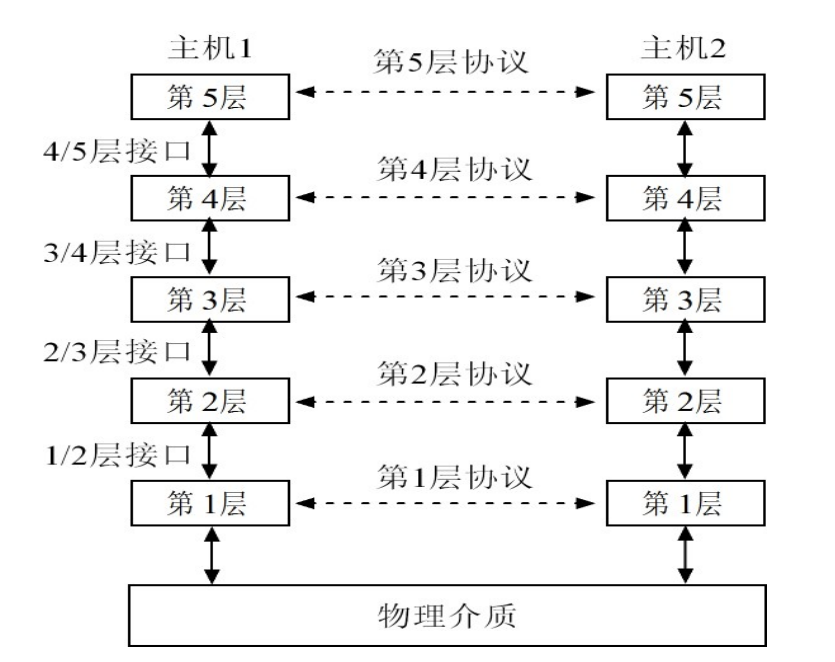 主机1
主机2
第5层协议
第 5层
第 5层
4/5层接口
第4层协议
第 4层
第 4层
3/4层接口
第3层协议
第 3层
第 3层
2/3层接口
第2层协议
第 2层
第 2层
1/2层接口
第1层协议
第 1层
第 1层
物理介质